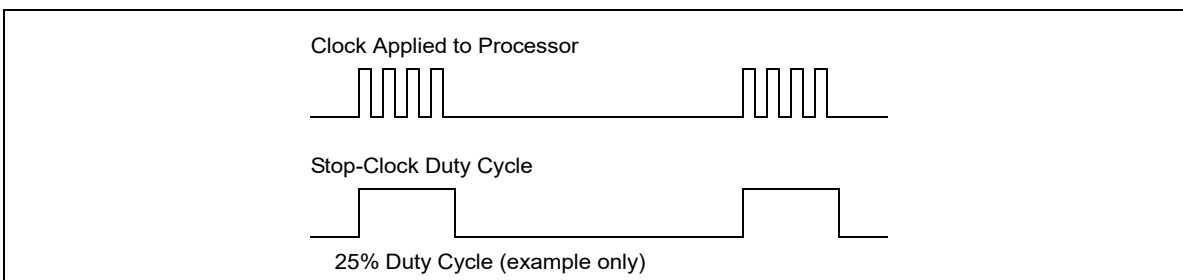 Clock Applied to Processor
Stop-Clock Duty Cycle
25% Duty Cycle (example only)